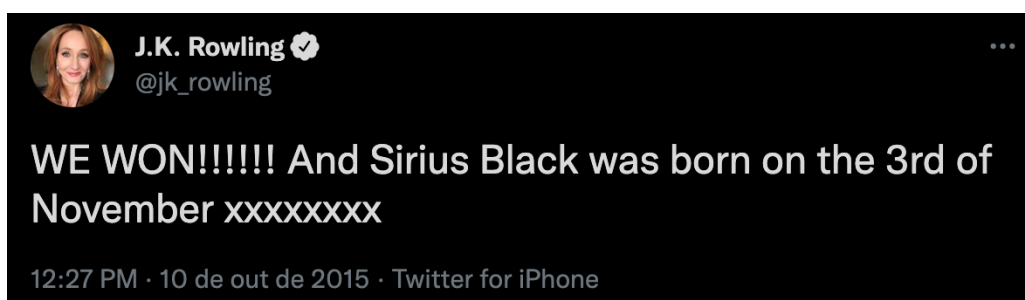 J.K. Rowling
@jk_rowling
WE WON!!!!!! And Sirius Black was born on the 3rd of
November xxxxxxxx
12:27 PM · 10 de out de 2015 · Twitter for iPhone